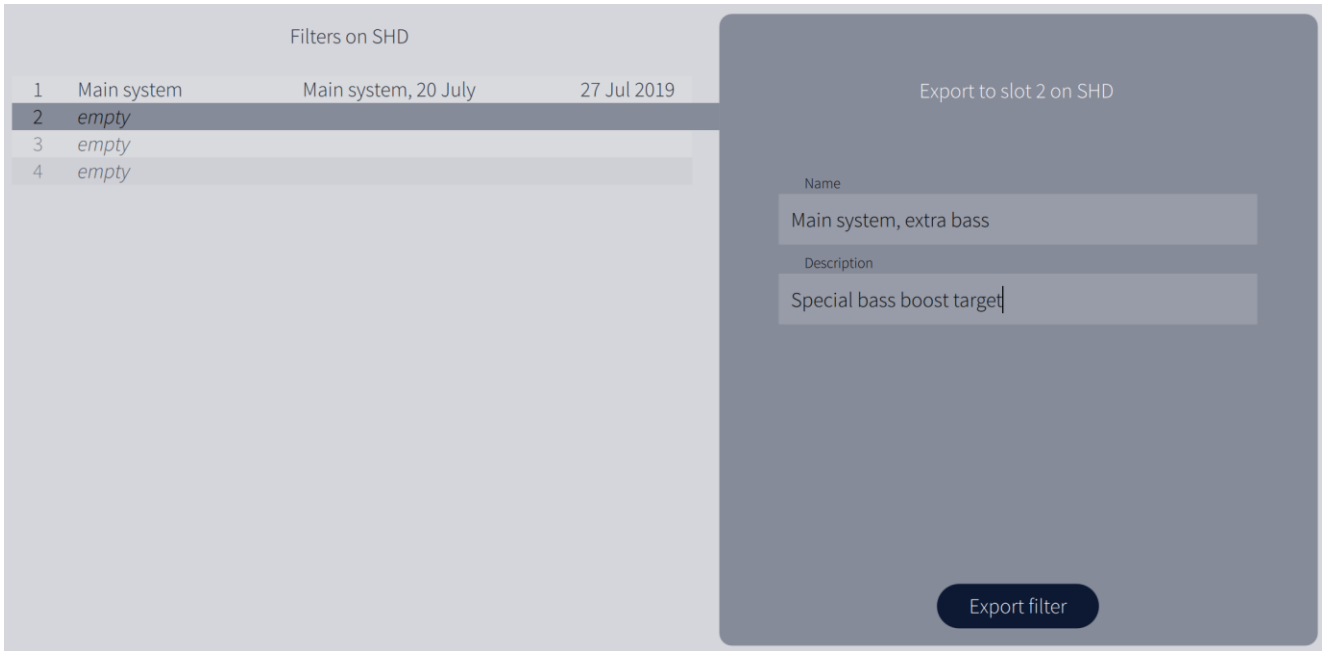 Filters on SHD
1 Main system Main system, 20 July 27 Jul 2019
2 empty
3 empty
4 empty
Export to slot 2 on SHD
Name
Main system, extra bass
Description
Special bass boost target
Export filter